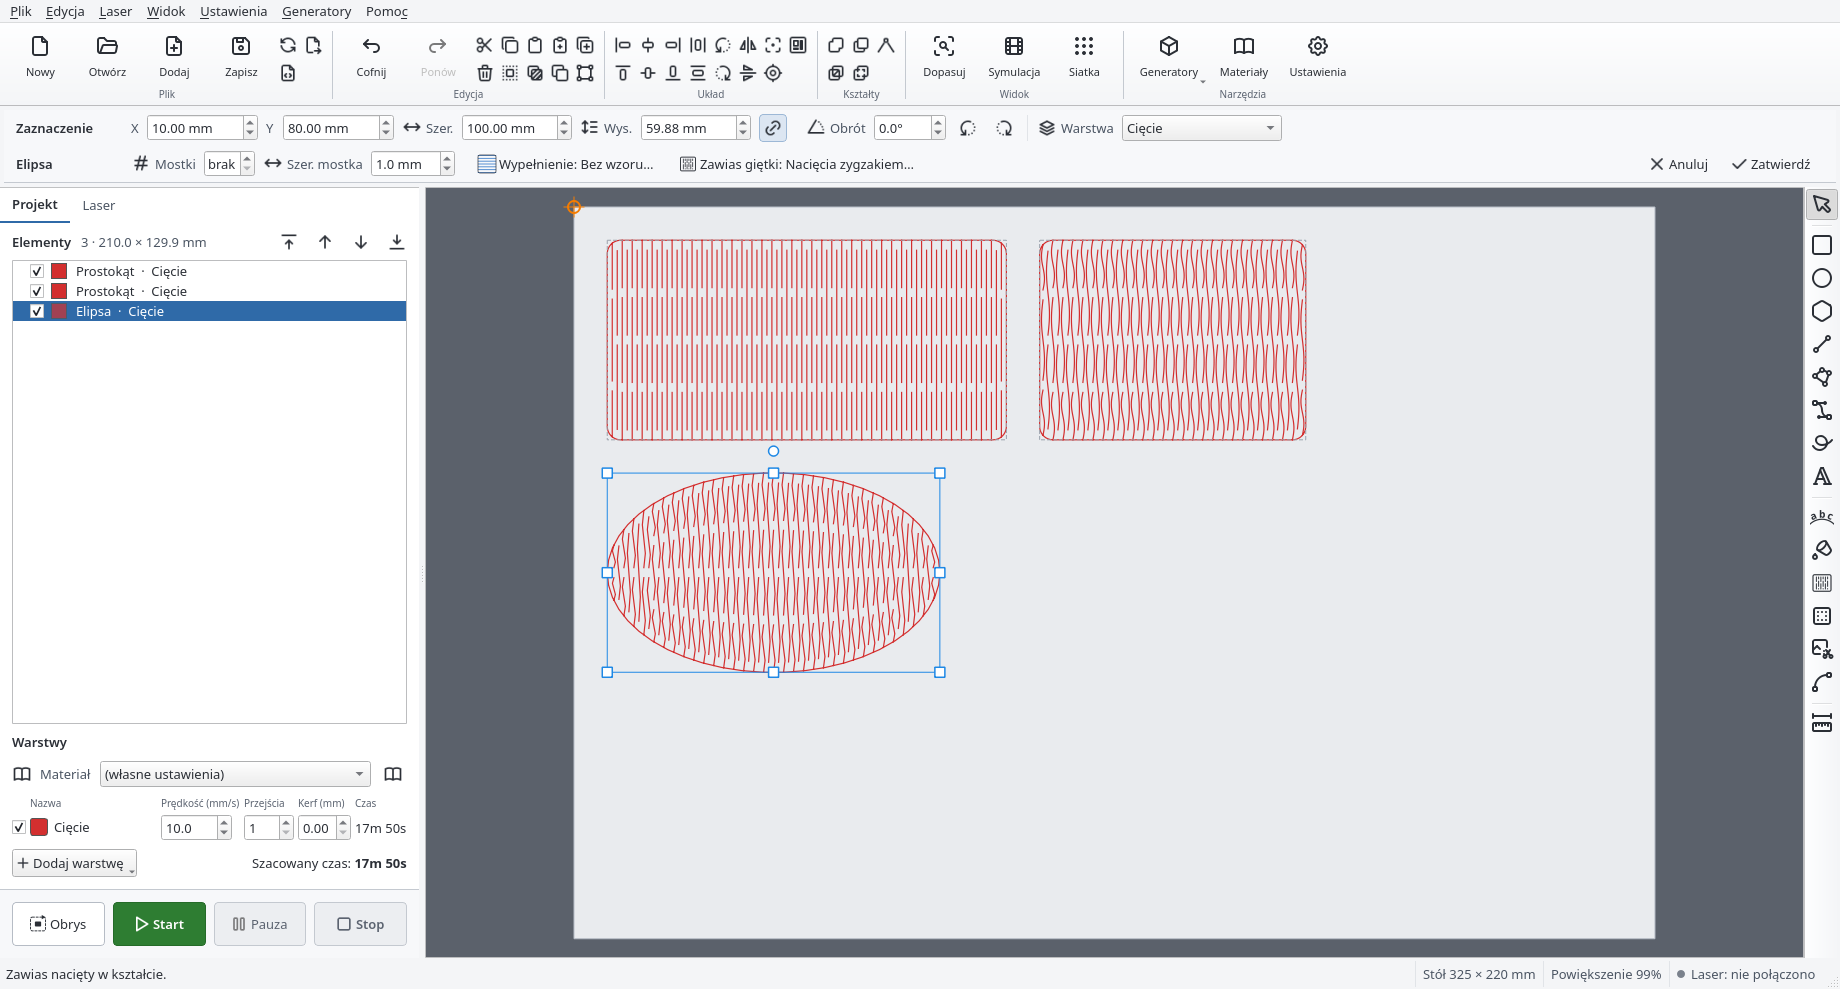 Plik Edycja Laser Widok Ustawienia Generatory Pomoc
Nowy Otwórz Dodaj Zapisz Cofnij Ponów Dopasuj Symulacja Siatka Generatory Materiały Ustawienia
Plik Edycja Układ Kształty Widok Narzędzia
Zaznaczenie X 10.00 mm Y 80.00 mm Szer. 100.00 mm Wys. 59.88 mm Obrót 0.0° Warstwa Cięcie
Elipsa Mostki brak Szer. mostka 1.0 mm Wypełnienie: Bez wzoru... Zawias giętki: Nacięcia zygzakiem... Anuluj Zatwierdź
Projekt Laser
Elementy 3 · 210.0 × 129.9 mm
Prostokąt · Cięcie
Prostokąt · Cięcie
Elipsa · Cięcie
Warstwy
Materiał (własne ustawienia)
Nazwa Prędkość (mm/s) Przejścia Kerf (mm) Czas
Cięcie 10.0 1 0.00 17m 50s
Dodaj warstwę Szacowany czas: 17m 50s
Obrys Start Pauza Stop
abc
Zawias nacięty w kształcie. Stół 325 × 220 mm Powiększenie 99% Laser: nie połączono